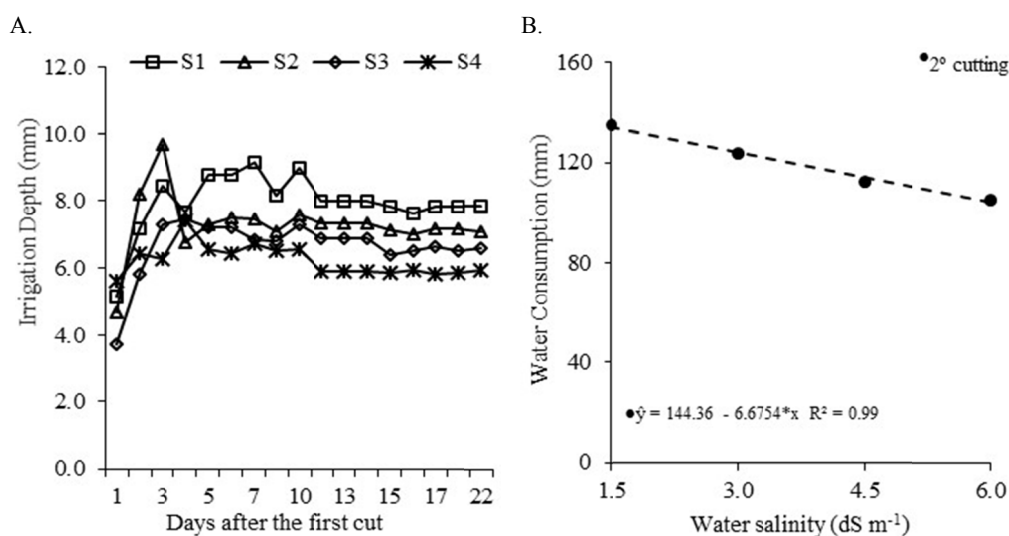 A.
S1 S2 S3 S4
12.0
10.0
8.0
6.0
4.0
2.0
0.0
Irrigation Depth (mm)
1 3 5 7 10 13 15 17 22
Days after the first cut
B.
2º cutting
160
120
80
40
0
Water Consumption (mm)
ŷ = 144.36 - 6.6754*x R² = 0.99
1.5 3.0 4.5 6.0
Water salinity (dS m⁻¹)